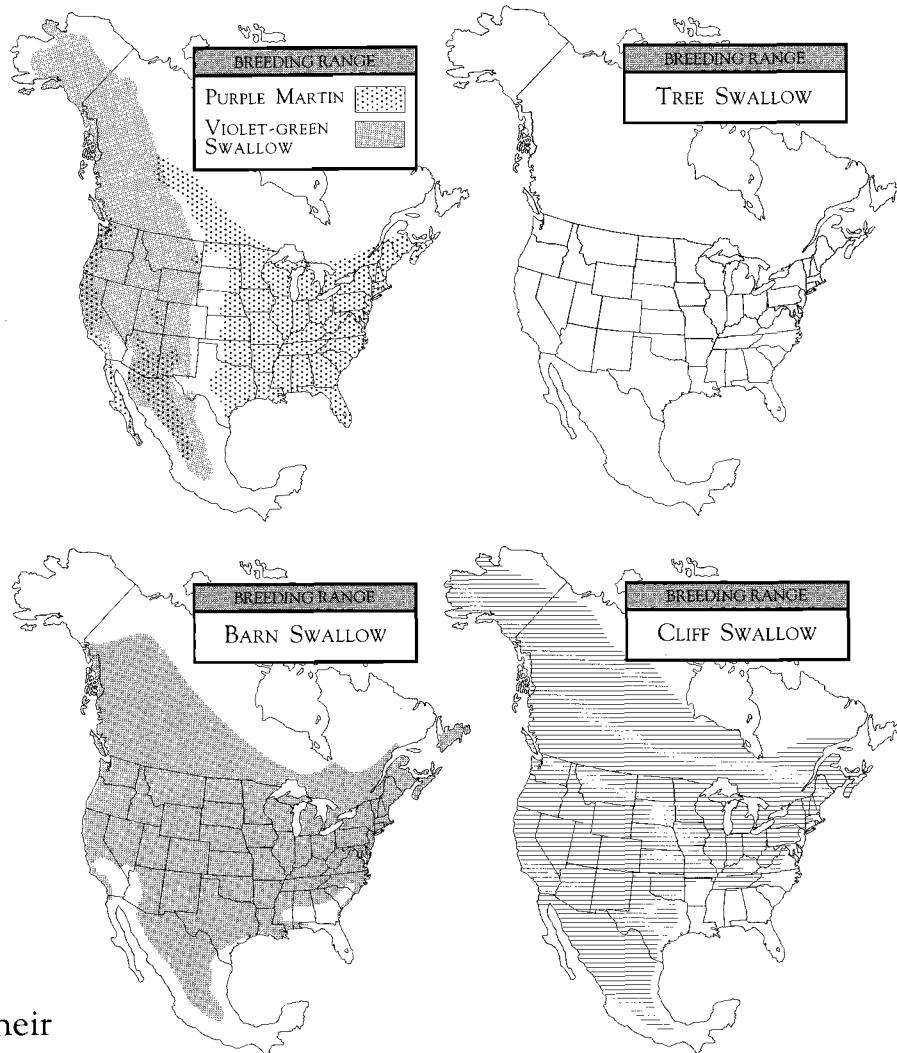 BREEDING RANGE
PURPLE MARTIN
VIOLET-GREEN
SWALLOW
BREEDING RANGE
TREE SWALLOW
BREEDING RANGE
BARN SWALLOW
BREEDING RANGE
CLIFF SWALLOW